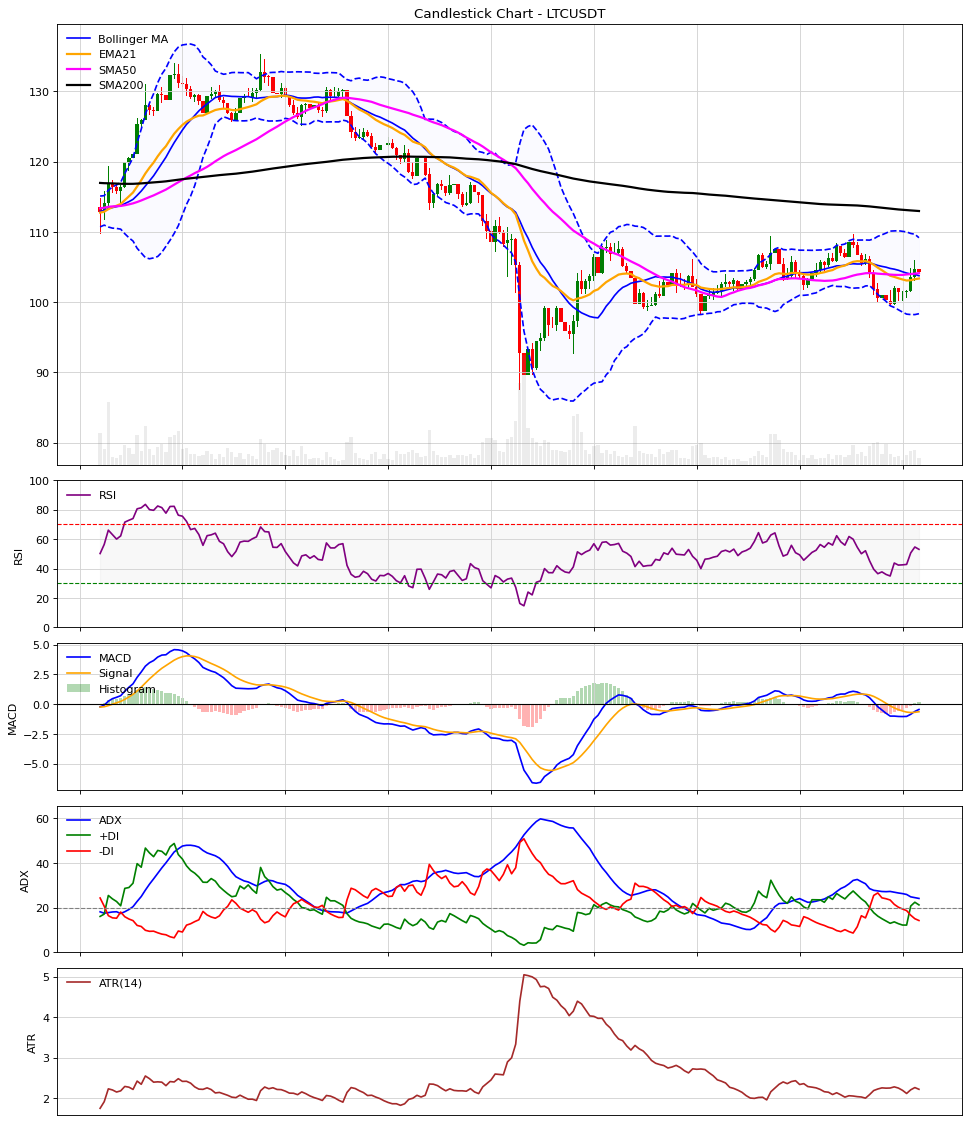 Candlestick Chart - LTCUSDT
Bollinger MA
EMA21
SMA50
SMA200
130
120
110
100
90
80
RSI
100
80
60
40
20
0
RSI
MACD
Signal
Histogram
5.0
2.5
0.0
−2.5
−5.0
MACD
ADX
+DI
-DI
60
40
20
0
ADX
ATR(14)
5
4
3
2
ATR